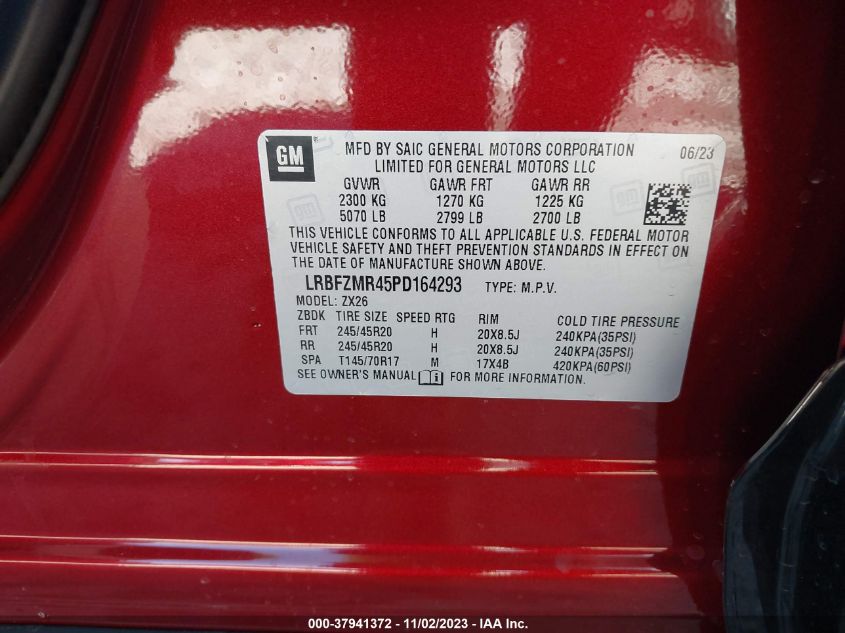 GM
MFD BY SAIC GENERAL MOTORS CORPORATION 06/23
LIMITED FOR GENERAL MOTORS LLC
GVWR GAWR FRT GAWR RR
2300 KG 1270 KG 1225 KG
5070 LB 2799 LB 2700 LB
THIS VEHICLE CONFORMS TO ALL APPLICABLE U.S. FEDERAL MOTOR
VEHICLE SAFETY AND THEFT PREVENTION STANDARDS IN EFFECT ON
THE DATE OF MANUFACTURE SHOWN ABOVE.
LRBFZMR45PD164293 TYPE: M.P.V.
MODEL: ZX26
ZBDK TIRE SIZE SPEED RTG RIM COLD TIRE PRESSURE
FRT 245/45R20 H 20X8.5J 240KPA(35PSI)
RR 245/45R20 H 20X8.5J 240KPA(35PSI)
SPA T145/70R17 M 17X4B 420KPA(60PSI)
SEE OWNER'S MANUAL FOR MORE INFORMATION.
000-37941372 - 11/02/2023 - IAA Inc.